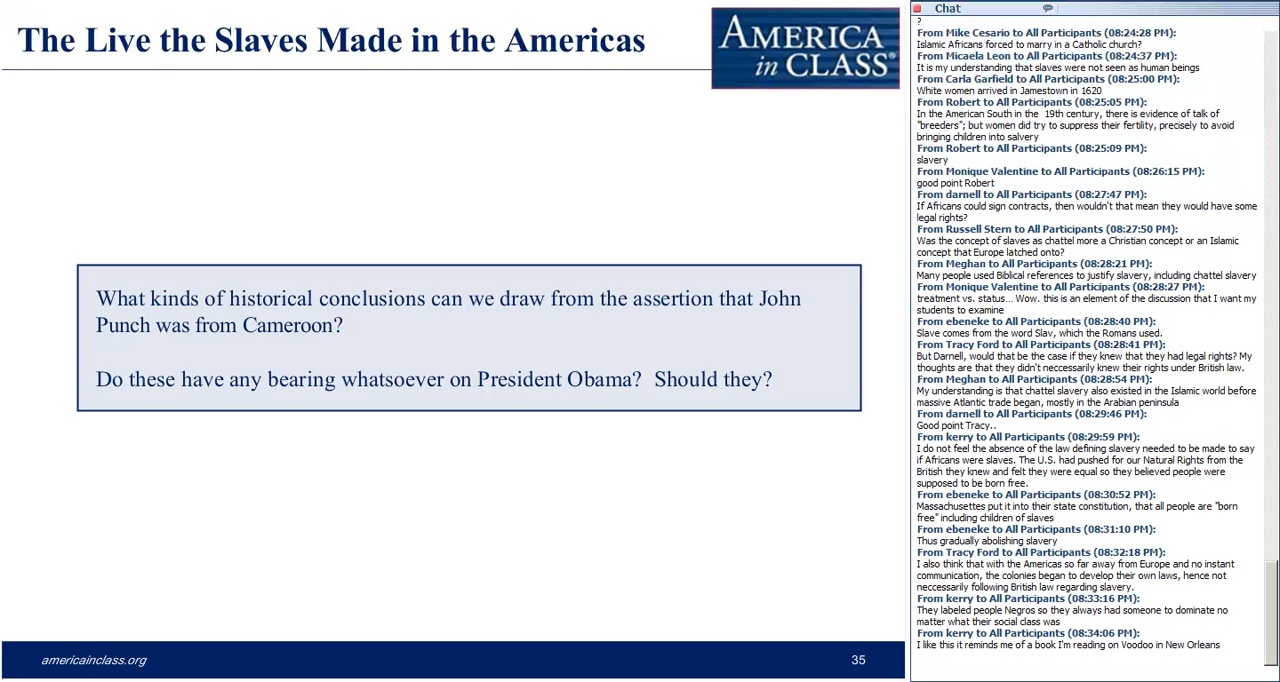 The Live the Slaves Made in the Americas
AMERICA
in CLASS®
What kinds of historical conclusions can we draw from the assertion that John
Punch was from Cameroon?
Do these have any bearing whatsoever on President Obama?  Should they?
americainclass.org
35
Chat
?
From Mike Cesario to All Participants (08:24:28 PM):
Islamic Africans forced to marry in a Catholic church?
From Micaela Leon to All Participants (08:24:37 PM):
It is my understanding that slaves were not seen as human beings
From Carla Garfield to All Participants (08:25:00 PM):
White women arrived in Jamestown in 1620
From Robert to All Participants (08:25:05 PM):
In the American South in the  19th century, there is evidence of talk of
"breeders"; but women did try to suppress their fertility, precisely to avoid
bringing children into salvery
From Robert to All Participants (08:25:09 PM):
slavery
From Monique Valentine to All Participants (08:26:15 PM):
good point Robert
From darnell to All Participants (08:27:47 PM):
If Africans could sign contracts, then wouldn't that mean they would have some
legal rights?
From Russell Stern to All Participants (08:27:50 PM):
Was the concept of slaves as chattel more a Christian concept or an Islamic
concept that Europe latched onto?
From Meghan to All Participants (08:28:21 PM):
Many people used Biblical references to justify slavery, including chattel slavery
From Monique Valentine to All Participants (08:28:27 PM):
treatment vs. status... Wow. this is an element of the discussion that I want my
students to examine
From ebeneke to All Participants (08:28:40 PM):
Slave comes from the word Slav, which the Romans used.
From Tracy Ford to All Participants (08:28:41 PM):
But Darnell, would that be the case if they knew that they had legal rights? My
thoughts are that they didn't neccessarily knew their rights under British law.
From Meghan to All Participants (08:28:54 PM):
My understanding is that chattel slavery also existed in the Islamic world before
massive Atlantic trade began, mostly in the Arabian peninsula
From darnell to All Participants (08:29:46 PM):
Good point Tracy..
From kerry to All Participants (08:29:59 PM):
I do not feel the absence of the law defining slavery needed to be made to say
if Africans were slaves. The U.S. had pushed for our Natural Rights from the
British they knew and felt they were equal so they believed people were
supposed to be born free.
From ebeneke to All Participants (08:30:52 PM):
Massachusettes put it into their state constitution, that all people are "born
free" including children of slaves
From ebeneke to All Participants (08:31:10 PM):
Thus gradually abolishing slavery
From Tracy Ford to All Participants (08:32:18 PM):
I also think that with the Americas so far away from Europe and no instant
communication, the colonies began to develop their own laws, hence not
neccessarily following British law regarding slavery.
From kerry to All Participants (08:33:16 PM):
They labeled people Negros so they always had someone to dominate no
matter what their social class was
From kerry to All Participants (08:34:06 PM):
I like this it reminds me of a book I'm reading on Voodoo in New Orleans